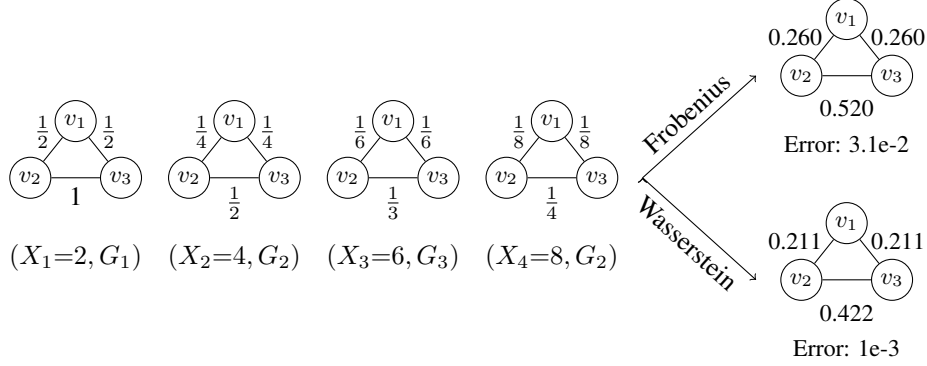 v₁
1/2 1/2
v₂ v₃
1
(X₁=2, G₁)
v₁
1/4 1/4
v₂ v₃
1/2
(X₂=4, G₂)
v₁
1/6 1/6
v₂ v₃
1/3
(X₃=6, G₃)
v₁
1/8 1/8
v₂ v₃
1/4
(X₄=8, G₂)
Frobenius
Wasserstein
v₁
0.260 0.260
v₂ v₃
0.520
Error: 3.1e-2
v₁
0.211 0.211
v₂ v₃
0.422
Error: 1e-3